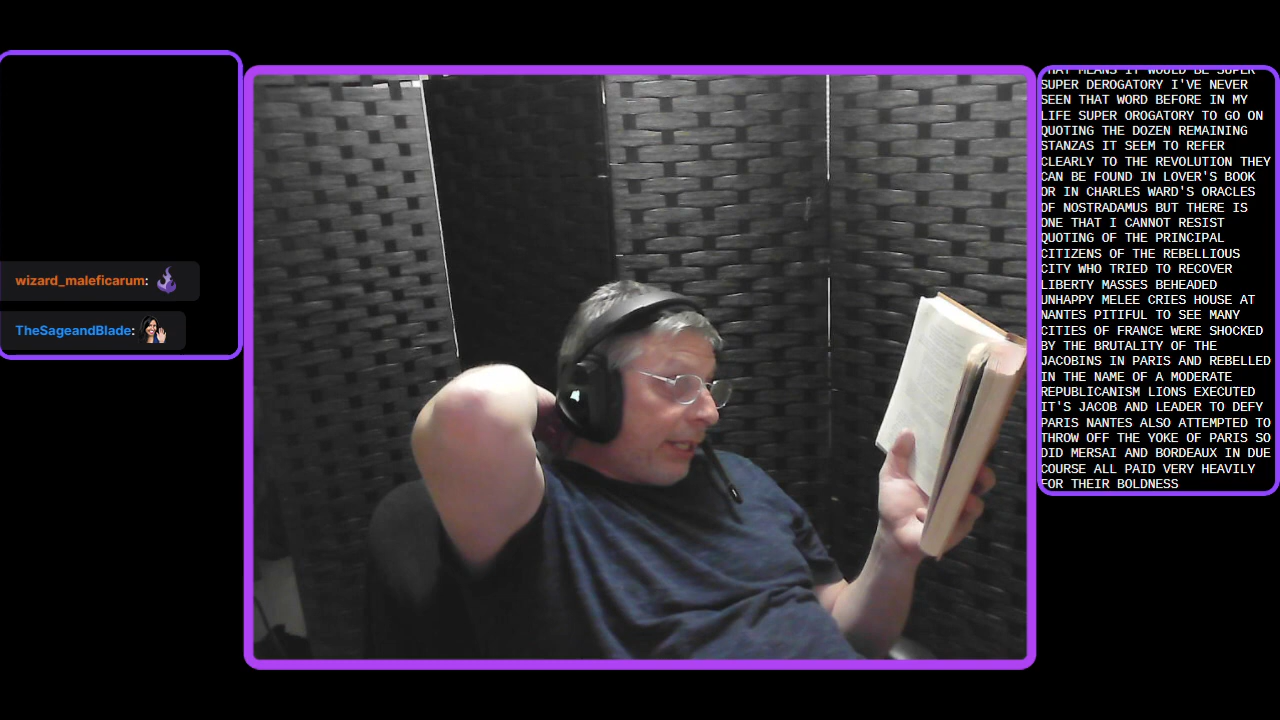 wizard_maleficarum:
TheSageandBlade:
THAT MEANS IT WOULD BE SUPER
SUPER DEROGATORY I'VE NEVER
SEEN THAT WORD BEFORE IN MY
LIFE SUPER OROGATORY TO GO ON
QUOTING THE DOZEN REMAINING
STANZAS IT SEEM TO REFER
CLEARLY TO THE REVOLUTION THEY
CAN BE FOUND IN LOVER'S BOOK
OR IN CHARLES WARD'S ORACLES
OF NOSTRADAMUS BUT THERE IS
ONE THAT I CANNOT RESIST
QUOTING OF THE PRINCIPAL
CITIZENS OF THE REBELLIOUS
CITY WHO TRIED TO RECOVER
LIBERTY MASSES BEHEADED
UNHAPPY MELEE CRIES HOUSE AT
NANTES PITIFUL TO SEE MANY
CITIES OF FRANCE WERE SHOCKED
BY THE BRUTALITY OF THE
JACOBINS IN PARIS AND REBELLED
IN THE NAME OF A MODERATE
REPUBLICANISM LIONS EXECUTED
IT'S JACOB AND LEADER TO DEFY
PARIS NANTES ALSO ATTEMPTED TO
THROW OFF THE YOKE OF PARIS SO
DID MERSAI AND BORDEAUX IN DUE
COURSE ALL PAID VERY HEAVILY
FOR THEIR BOLDNESS